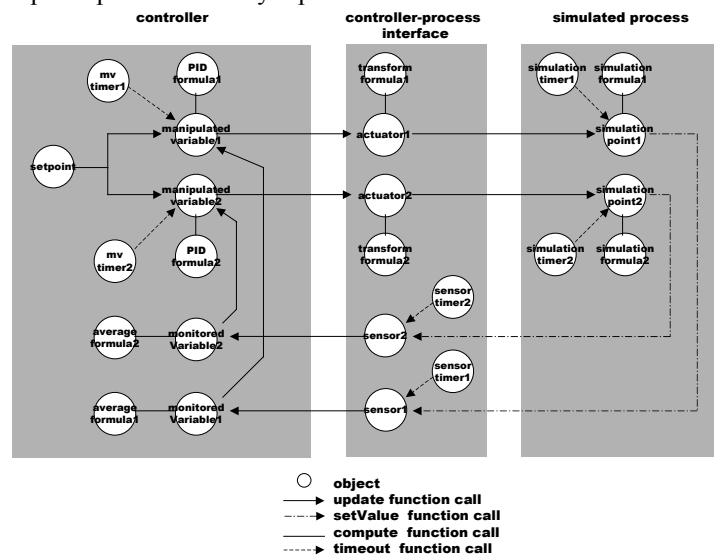 controller
controller-process
interface
simulated process
mv
timer1
PID
formula1
manipulated
variable1
setpoint
manipulated
variable2
mv
timer2
PID
formula2
average
formula2
monitored
Variable2
average
formula1
monitored
Variable1
transform
formula1
actuator1
actuator2
transform
formula2
sensor
timer2
sensor2
sensor
timer1
sensor1
simulation
timer1
simulation
formula1
simulation
point1
simulation
point2
simulation
timer2
simulation
formula2
object
update function call
setValue function call
compute function call
timeout function call